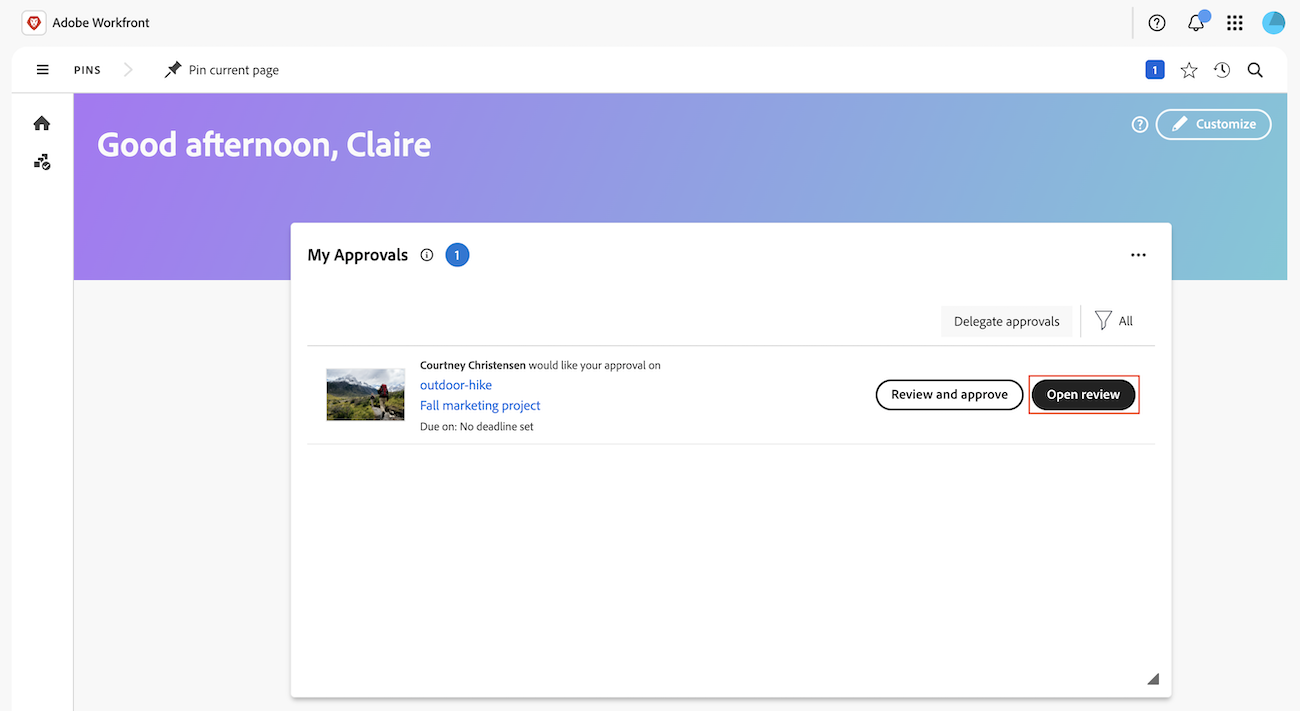 Adobe Workfront
PINS
Pin current page
1
Good afternoon, Claire
Customize
My Approvals
1
Delegate approvals
All
Courtney Christensen would like your approval on
outdoor-hike
Fall marketing project
Due on: No deadline set
Review and approve
Open review